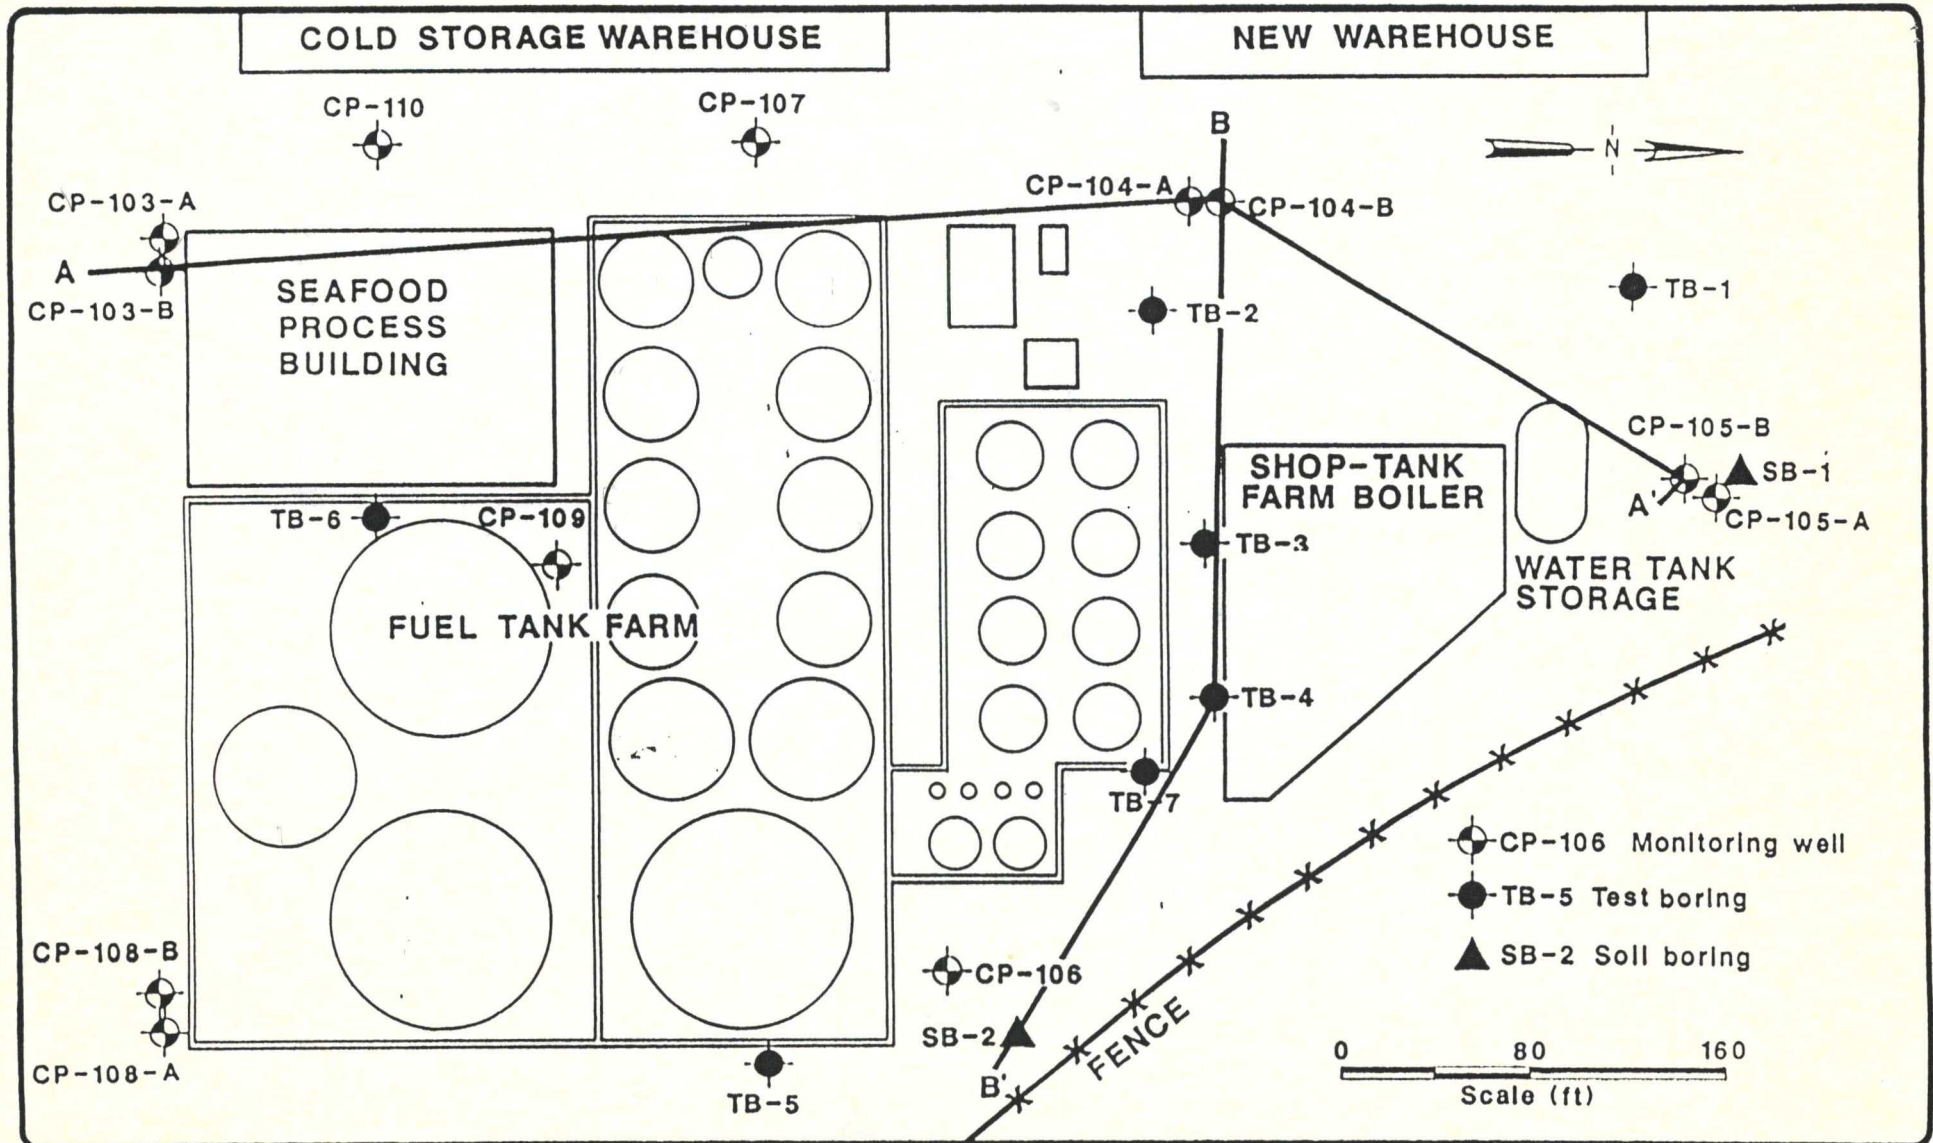 COLD STORAGE WAREHOUSE
NEW WAREHOUSE
CP-110
CP-107
B
N
CP-103-A
CP-104-A
CP-104-B
A
CP-103-B
SEAFOOD
PROCESS
BUILDING
TB-2
TB-1
CP-105-B
SB-1
A'
CP-105-A
SHOP-TANK
FARM BOILER
TB-6
CP-109
TB-3
WATER TANK
STORAGE
FUEL TANK FARM
TB-4
TB-7
CP-106 Monitoring well
TB-5 Test boring
SB-2 Soil boring
CP-108-B
CP-106
SB-2
FENCE
B'
CP-108-A
TB-5
0 80 160
Scale (ft)